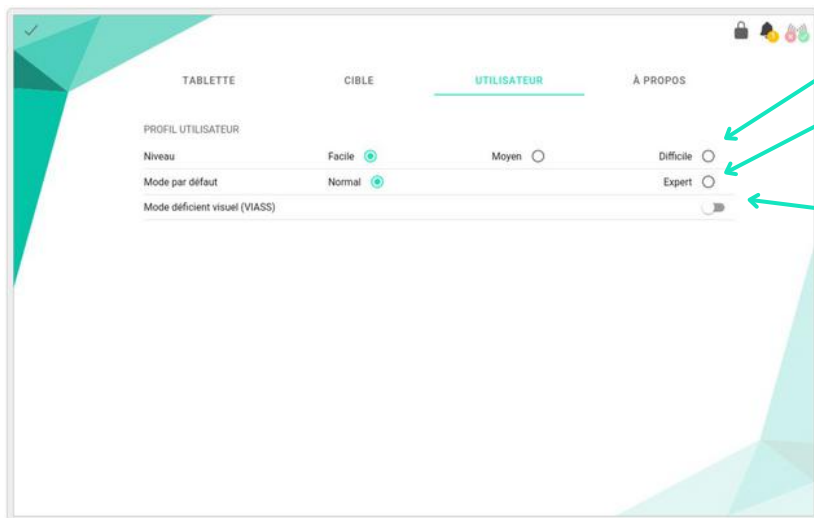 TABLETTE CIBLE UTILISATEUR À PROPOS
PROFIL UTILISATEUR
Niveau Facile Moyen Difficile
Mode par défaut Normal Expert
Mode déficient visuel (VIASS)